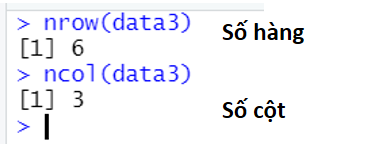 > nrow(data3) Số hàng
[1] 6
> ncol(data3)
[1] 3 Số cột
>